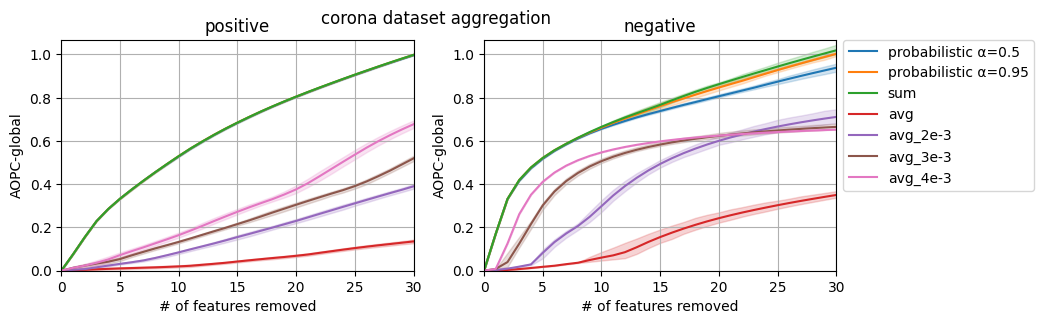 corona dataset aggregation
positive
AOPC-global
1.0
0.8
0.6
0.4
0.2
0.0
0 5 10 15 20 25 30
# of features removed
negative
AOPC-global
1.0
0.8
0.6
0.4
0.2
0.0
0 5 10 15 20 25 30
# of features removed
probabilistic α=0.5
probabilistic α=0.95
sum
avg
avg_2e-3
avg_3e-3
avg_4e-3